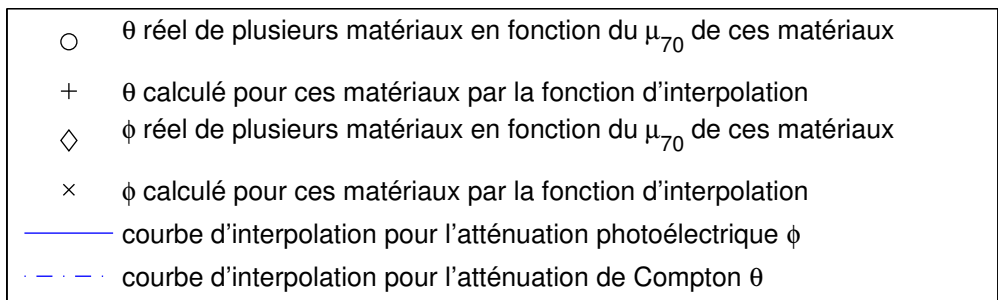 θ réel de plusieurs matériaux en fonction du μ70 de ces matériaux
θ calculé pour ces matériaux par la fonction d'interpolation
ϕ réel de plusieurs matériaux en fonction du μ70 de ces matériaux
ϕ calculé pour ces matériaux par la fonction d'interpolation
courbe d'interpolation pour l'atténuation photoélectrique ϕ
courbe d'interpolation pour l'atténuation de Compton θ